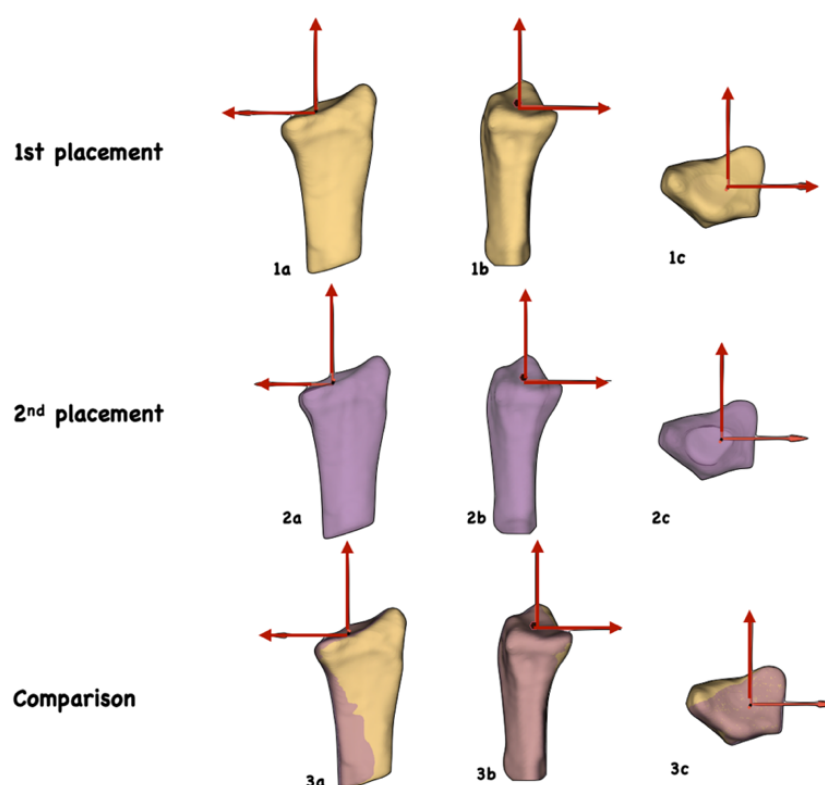 1st placement
1a
1b
1c
2nd placement
2a
2b
2c
Comparison
3a
3b
3c